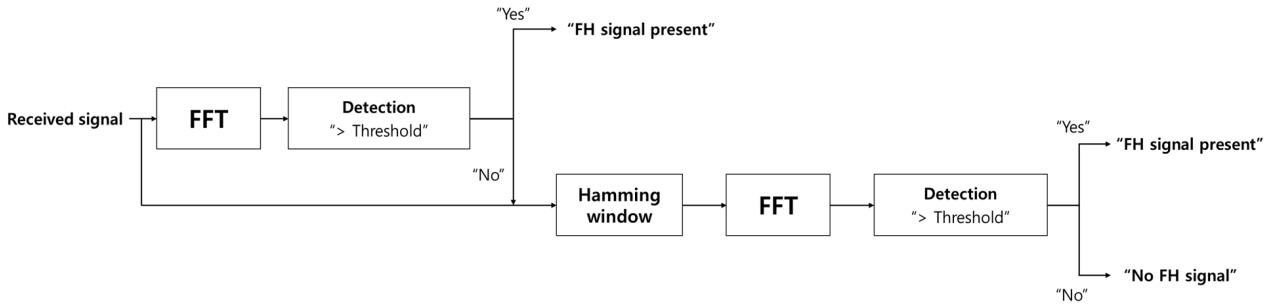 “Yes”
“FH signal present”
Received signal
FFT
Detection
“> Threshold”
“No”
Hamming
window
FFT
Detection
“> Threshold”
“Yes”
“FH signal present”
“No FH signal”
“No”